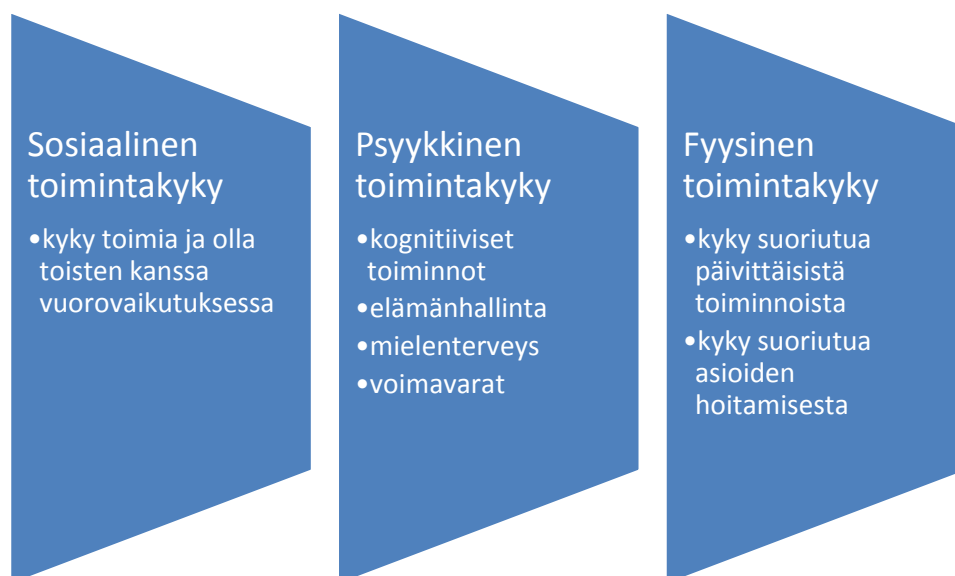 Sosiaalinen
toimintakyky
•kyky toimia ja olla
toisten kanssa
vuorovaikutuksessa
Psyykkinen
toimintakyky
•kognitiiviset
toiminnot
•elämänhallinta
•mielenterveys
•voimavarat
Fyysinen
toimintakyky
•kyky suoriutua
päivittäisistä
toiminnoista
•kyky suoriutua
asioiden
hoitamisesta